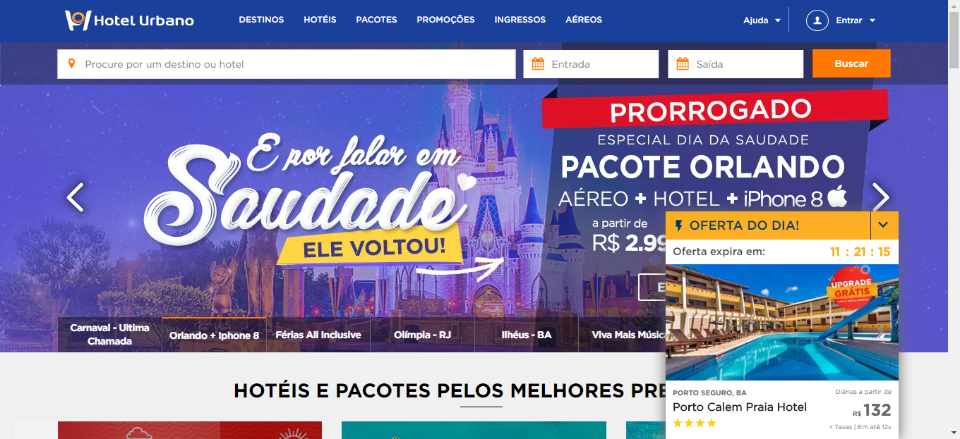 Hotel Urbano
DESTINOS HOTÉIS PACOTES PROMOÇÕES INGRESSOS AÉREOS
Ajuda Entrar
Procure por um destino ou hotel
Entrada
Saída
Buscar
E por falar em
Saudade
ELE VOLTOU!
PRORROGADO
ESPECIAL DIA DA SAUDADE
PACOTE ORLANDO
AÉREO + HOTEL + iPhone 8
a partir de
R$ 2.99
E
Carnaval - Ultima
Chamada
Orlando + Iphone 8
Férias All Inclusive
Olímpia - RJ
Ilhéus - BA
Viva Mais Músic
OFERTA DO DIA!
Oferta expira em: 11 : 21 : 15
UPGRADE
GRÁTIS
PORTO SEGURO, BA
Porto Calem Praia Hotel
Diárias a partir de
R$ 132
+ Taxas | Em até 12x
HOTÉIS E PACOTES PELOS MELHORES PRE